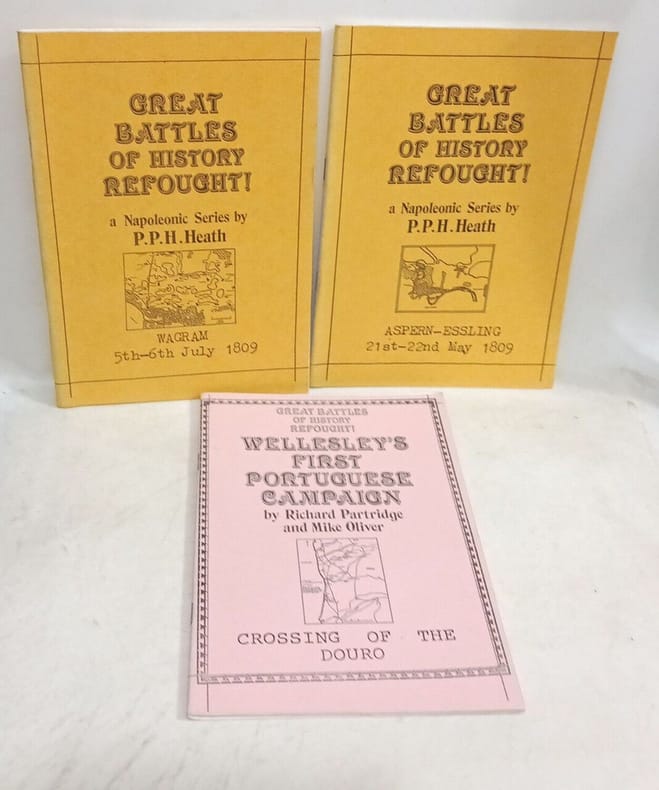 GREAT
BATTLES
OF HISTORY
REFOUGHT!
a Napoleonic Series by
P.P.H.Heath
WAGRAM
5th-6th July 1809
GREAT
BATTLES
OF HISTORY
REFOUGHT!
a Napoleonic Series by
P.P.H.Heath
ASPERN-ESSLING
21st-22nd May 1809
GREAT BATTLES
OF HISTORY
REFOUGHT!
WELLESLEY'S
FIRST
PORTUGUESE
CAMPAIGN
by Richard Partridge
and Mike Oliver
CROSSING OF THE
DOURO